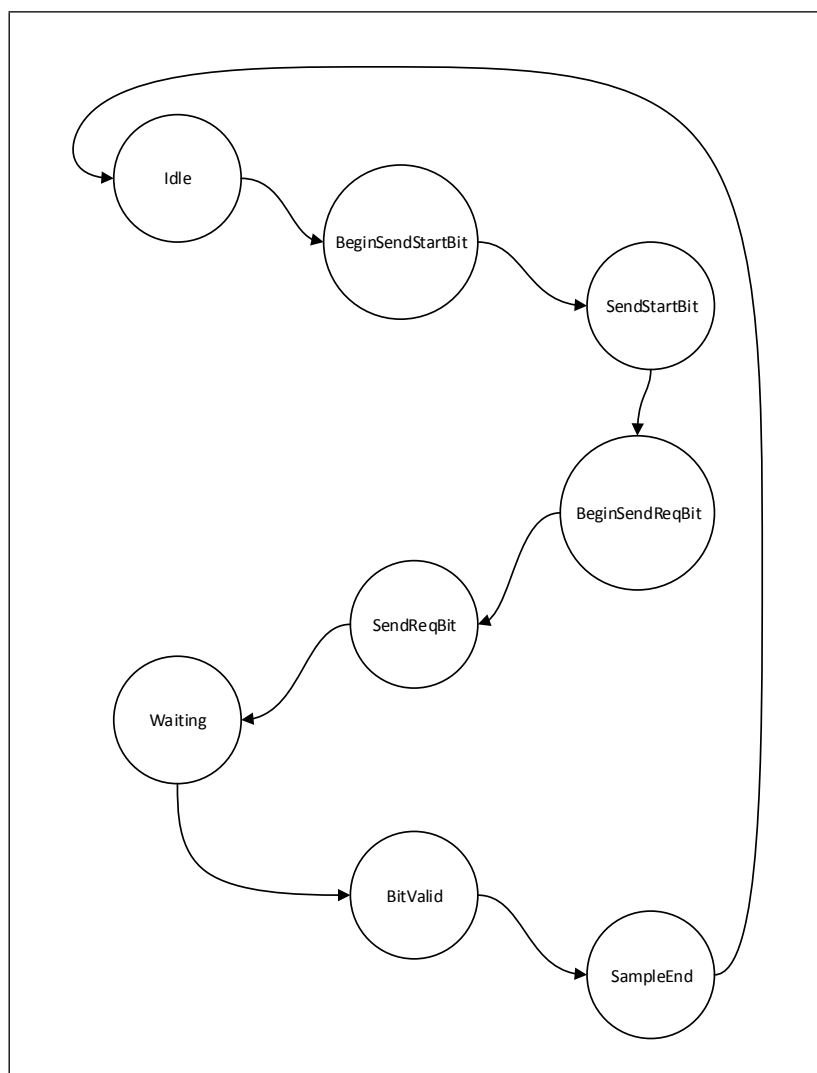 Idle
BeginSendStartBit
SendStartBit
BeginSendReqBit
SendReqBit
Waiting
BitValid
SampleEnd